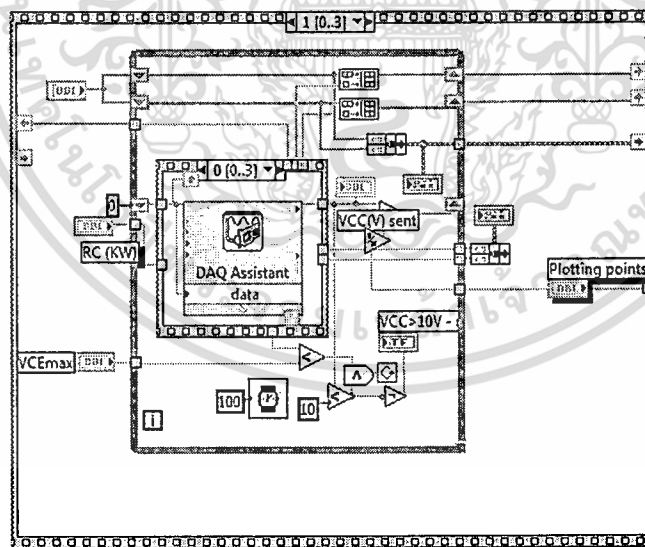 1 [0..3]
DBL
0 [0..3]
DBL
0
VCC(V) sent
DBL
RC (KW)
DAQ Assistant
data
Plotting points
DBL
VCC>10V -
TF
VCEmax
DBL
100
10
i